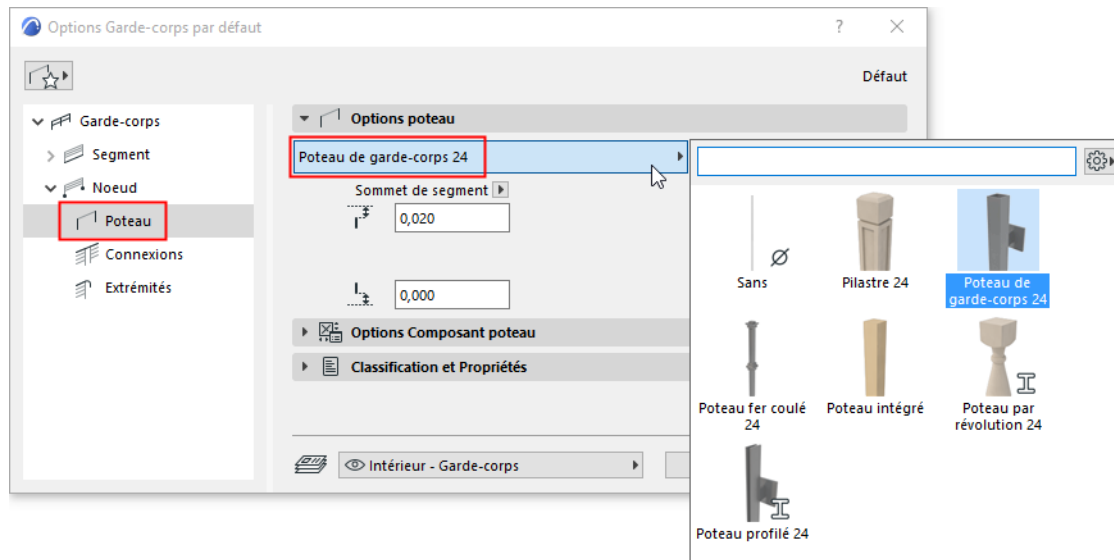 Options Garde-corps par défaut
?
Défaut
Garde-corps
Segment
Noeud
Poteau
Connexions
Extrémités
Options poteau
Poteau de garde-corps 24
Sommet de segment
0,020
0,000
Options Composant poteau
Classification et Propriétés
Intérieur - Garde-corps
Sans
Pilastre 24
Poteau de
garde-corps 24
Poteau fer coulé
24
Poteau intégré
Poteau par
révolution 24
Poteau profilé 24